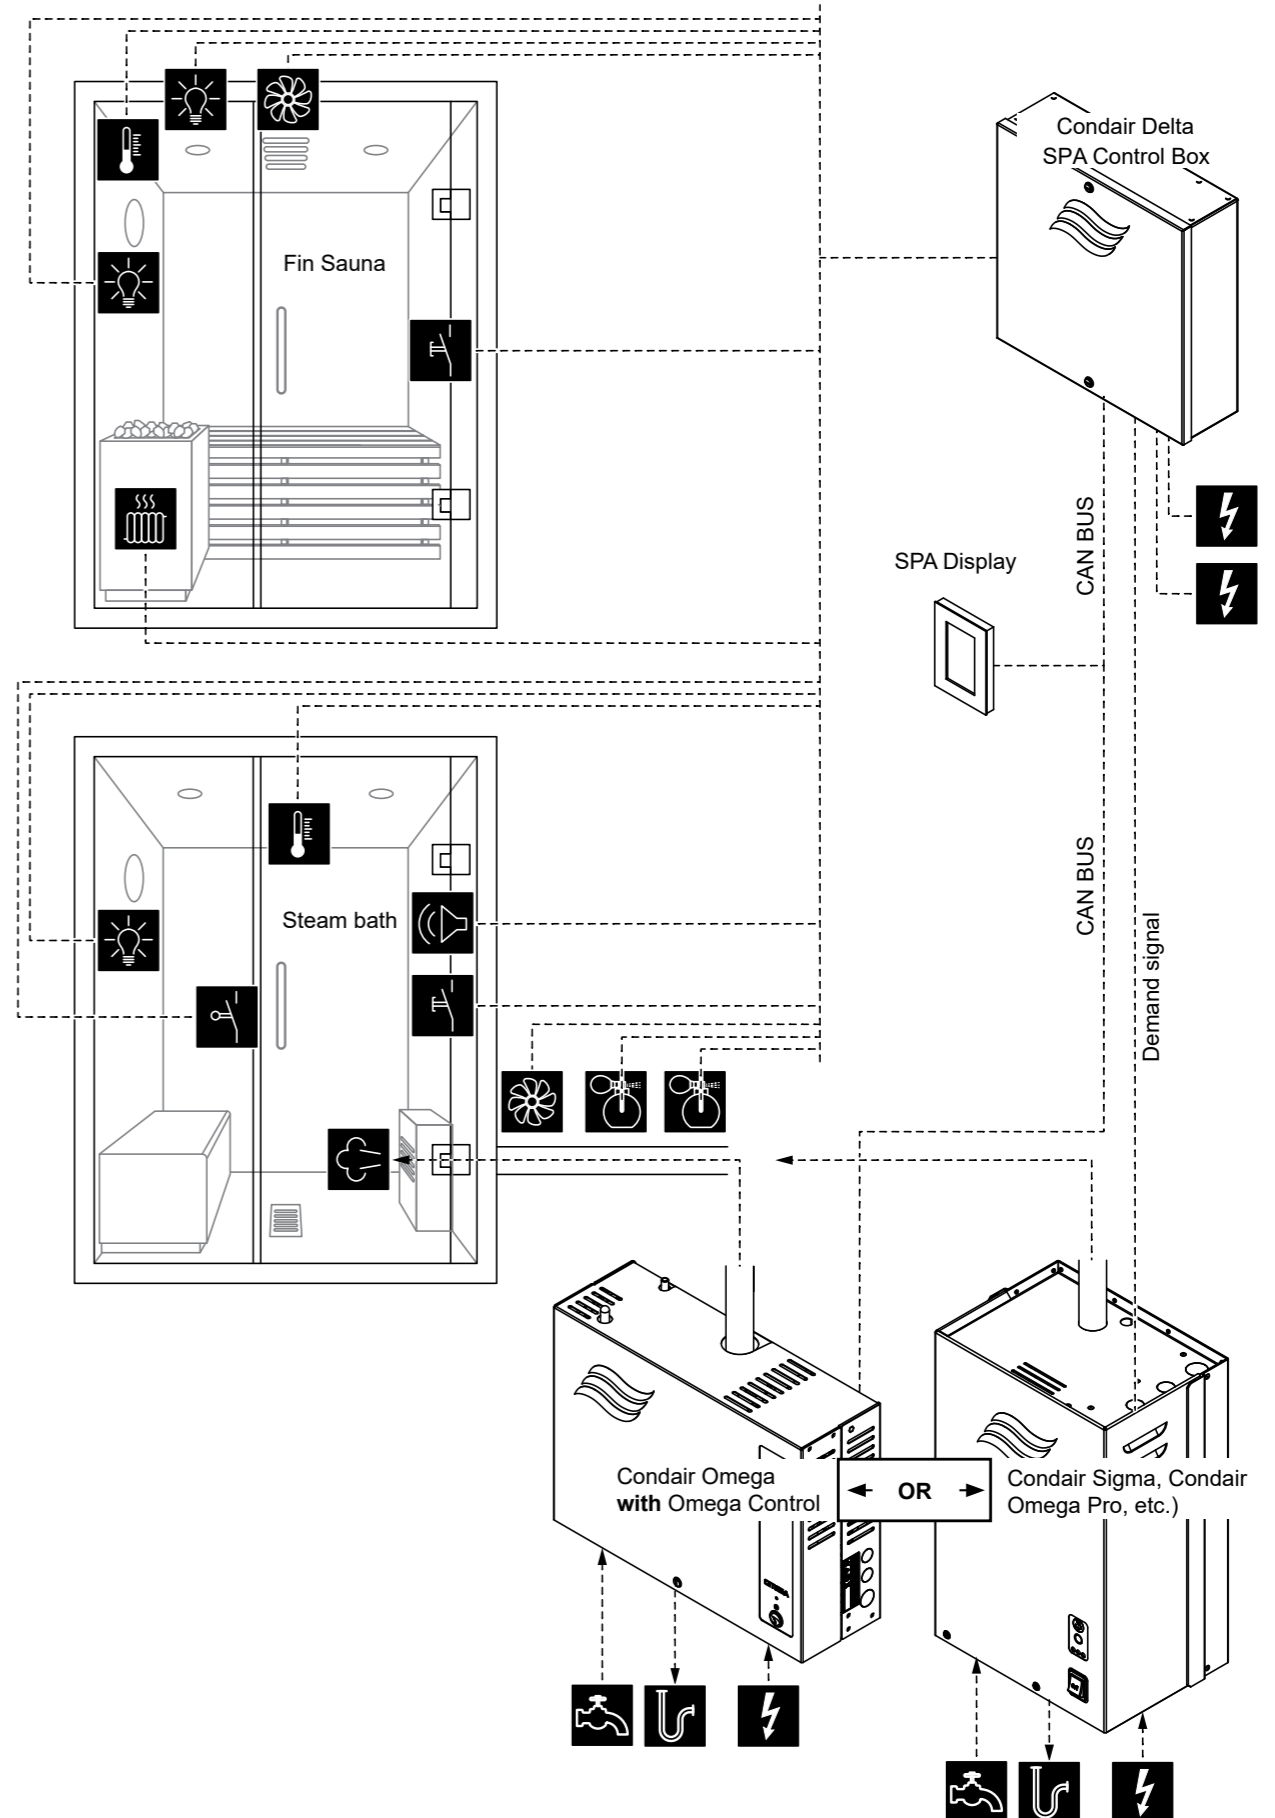 Condair Delta
SPA Control Box
Fin Sauna
CAN BUS
SPA Display
CAN BUS
Steam bath
Demand signal
Condair Omega
with Omega Control
OR
Condair Sigma, Condair
Omega Pro, etc.)